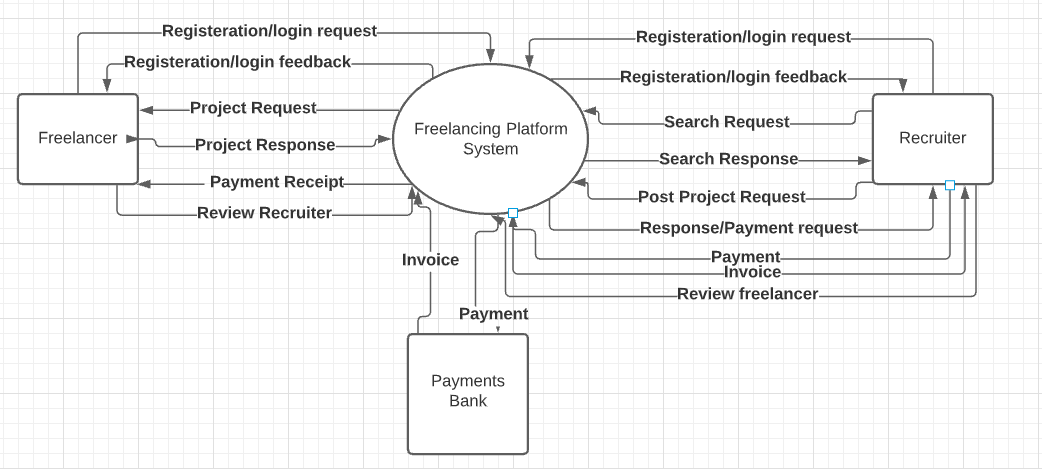 Registeration/login request
Registeration/login request
Registeration/login feedback
Registeration/login feedback
Project Request
Search Request
Freelancer
Freelancing Platform
System
Recruiter
Project Response
Search Response
Payment Receipt
Post Project Request
Review Recruiter
Response/Payment request
Invoice
Payment
Invoice
Review freelancer
Payment
Payments
Bank